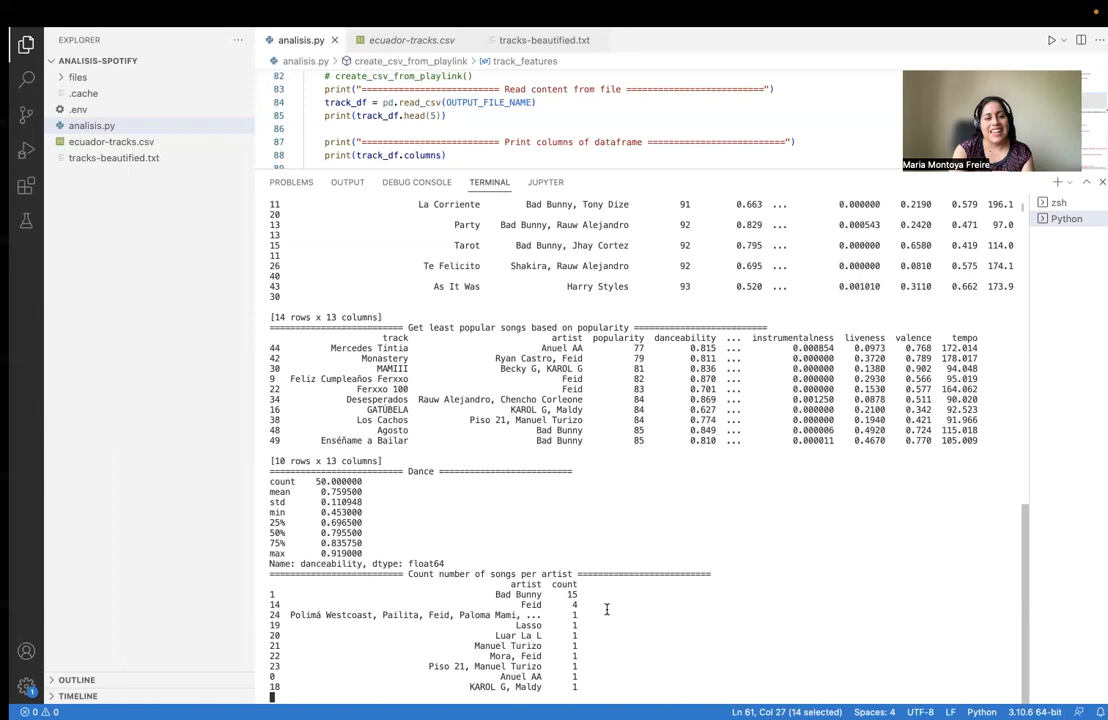 EXPLORER
···
ANALISIS-SPOTIFY
files
.cache
.env
analisis.py
ecuador-tracks.csv
tracks-beautified.txt
OUTLINE
TIMELINE
analisis.py
ecuador-tracks.csv
tracks-beautified.txt
analisis.py > create_csv_from_playlink > track_features
82 # create_csv_from_playlink()
83 print("========================== Read content from file ==========================")
84 track_df = pd.read_csv(OUTPUT_FILE_NAME)
85 print(track_df.head(5))
86
87 print("========================== Print columns of dataframe ==========================")
88 print(track_df.columns)
Maria Montoya Freire
PROBLEMS OUTPUT DEBUG CONSOLE TERMINAL JUPYTER
zsh
Python
11 La Corriente Bad Bunny, Tony Dize 91 0.663 ... 0.000000 0.2190 0.579 196.1
20
13 Party Bad Bunny, Rauw Alejandro 92 0.829 ... 0.000543 0.2420 0.471 97.0
13
15 Tarot Bad Bunny, Jhay Cortez 92 0.795 ... 0.000000 0.6580 0.419 114.0
11
26 Te Felicito Shakira, Rauw Alejandro 92 0.695 ... 0.000000 0.0810 0.575 174.1
40
43 As It Was Harry Styles 93 0.520 ... 0.001010 0.3110 0.662 173.9
30
[14 rows x 13 columns]
========================== Get least popular songs based on popularity ==========================
track artist popularity danceability ... instrumentalness liveness valence tempo
44 Mercedes Tintia Anuel AA 77 0.815 ... 0.000854 0.0973 0.768 172.014
42 Monastery Ryan Castro, Feid 79 0.811 ... 0.000000 0.3720 0.789 178.017
30 MAMIII Becky G, KAROL G 81 0.836 ... 0.000000 0.1380 0.902 94.048
9 Feliz Cumpleaños Ferxxo Feid 82 0.870 ... 0.000000 0.2930 0.566 95.019
22 Ferxxo 100 Feid 83 0.701 ... 0.000000 0.1530 0.577 164.062
34 Desesperados Rauw Alejandro, Chencho Corleone 84 0.869 ... 0.001250 0.0878 0.511 90.020
16 GATÚBELA KAROL G, Maldy 84 0.627 ... 0.000000 0.2100 0.342 92.523
38 Los Cachos Piso 21, Manuel Turizo 84 0.774 ... 0.000000 0.1940 0.421 91.966
48 Agosto Bad Bunny 85 0.849 ... 0.000006 0.4920 0.724 115.018
49 Enséñame a Bailar Bad Bunny 85 0.810 ... 0.000011 0.4670 0.770 105.009
[10 rows x 13 columns]
========================== Dance ==========================
count 50.000000
mean 0.759500
std 0.110948
min 0.453000
25% 0.696500
50% 0.795500
75% 0.835750
max 0.919000
Name: danceability, dtype: float64
========================== Count number of songs per artist ==========================
artist count
1 Bad Bunny 15
14 Feid 4
24 Polimá Westcoast, Pailita, Feid, Paloma Mami, ... 1
19 Lasso 1
20 Luar La L 1
21 Manuel Turizo 1
22 Mora, Feid 1
23 Piso 21, Manuel Turizo 1
0 Anuel AA 1
18 KAROL G, Maldy 1
0 0 Ln 61, Col 27 (14 selected) Spaces: 4 UTF-8 LF Python 3.10.6 64-bit